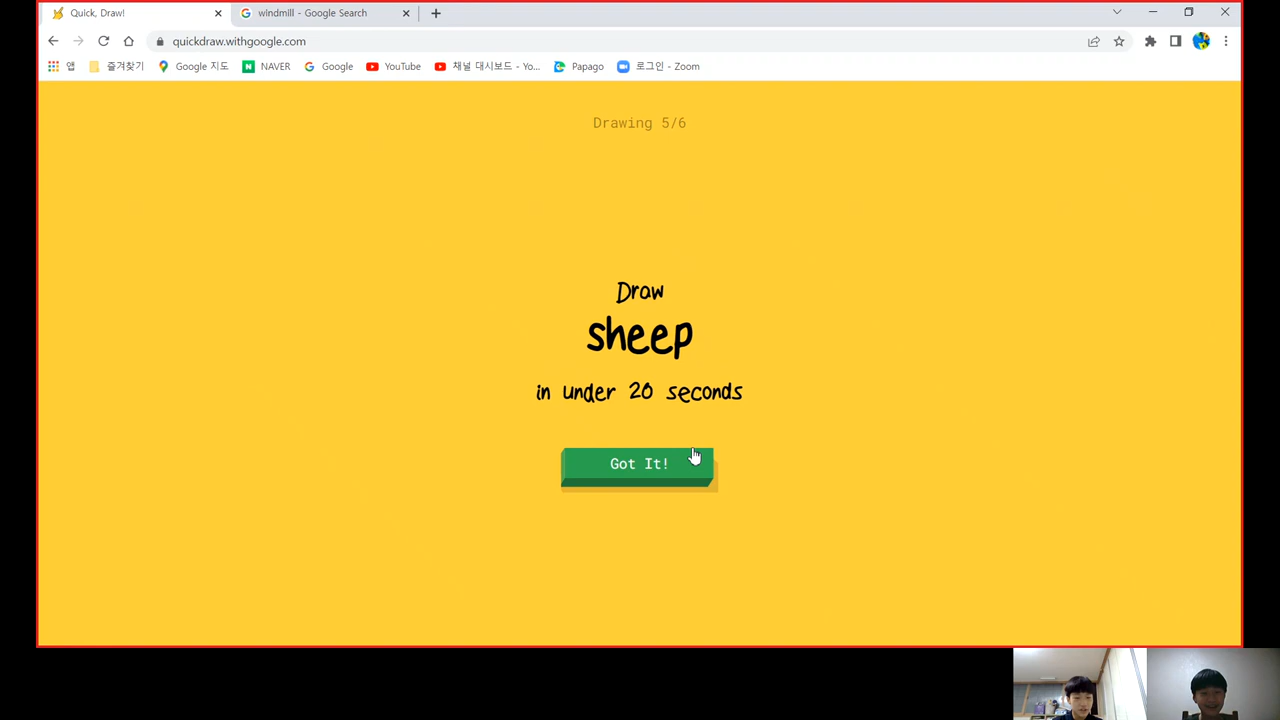 Quick, Draw!
windmill - Google Search
quickdraw.withgoogle.com
앱 즐겨찾기 Google 지도 NAVER Google YouTube 채널 대시보드 - Yo... Papago 로그인 - Zoom
Drawing 5/6
Draw
sheep
in under 20 seconds
Got It!